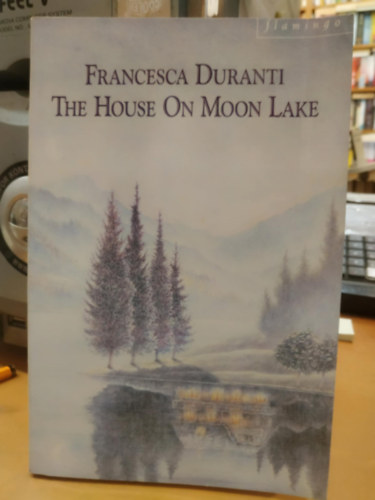 flamingo
FRANCESCA DURANTI
THE HOUSE ON MOON LAKE